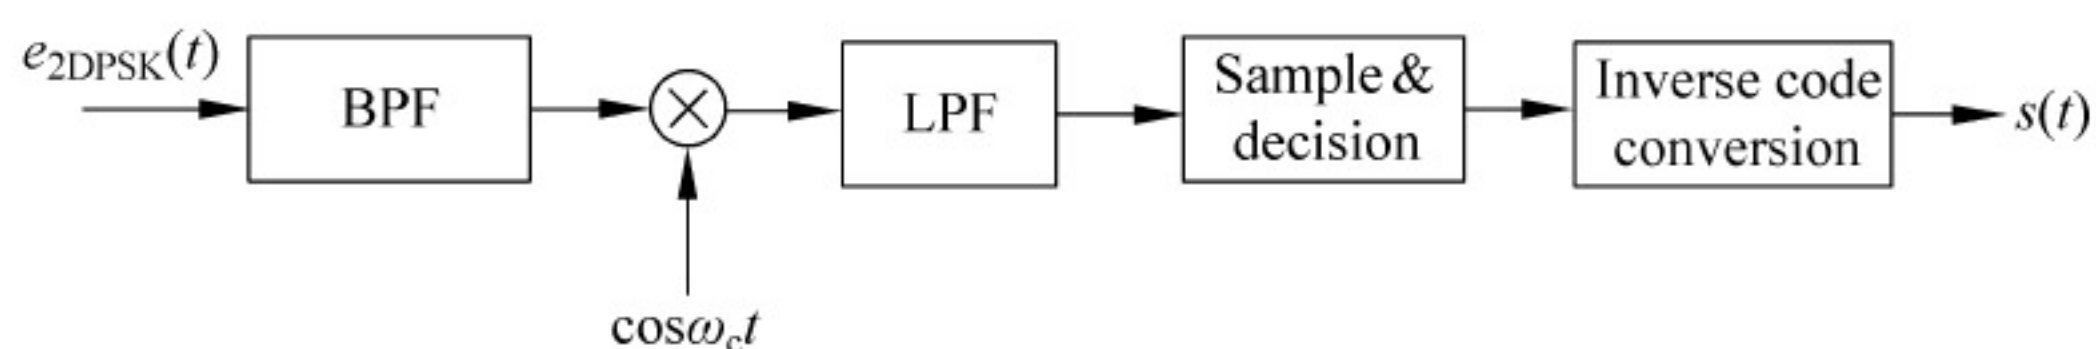 e2DPSK(t)
BPF
LPF
Sample &
decision
Inverse code
conversion
s(t)
cosωct